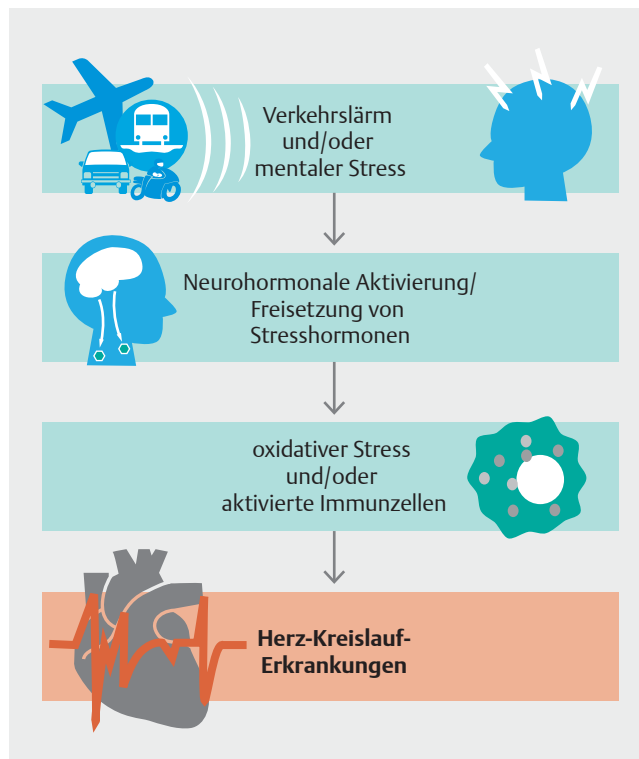 Verkehrslärm
und/oder
mentaler Stress
Neurohormonale Aktivierung/
Freisetzung von
Stresshormonen
oxidativer Stress
und/oder
aktivierte Immunzellen
Herz-Kreislauf-
Erkrankungen